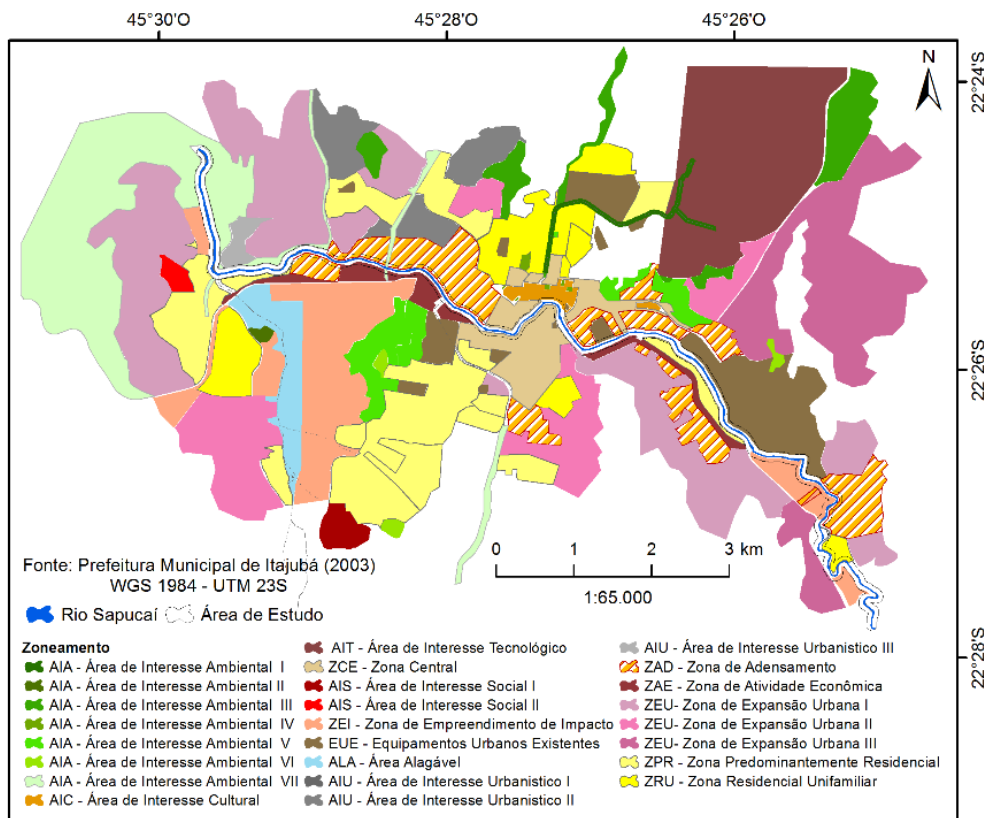 45°30'O 45°28'O 45°26'O
N
22°24'S
22°26'S
22°28'S
Fonte: Prefeitura Municipal de Itajubá (2003)
WGS 1984 - UTM 23S
0 1 2 3 km
1:65.000
Rio Sapucaí Área de Estudo
Zoneamento
AIA - Área de Interesse Ambiental I
AIA - Área de Interesse Ambiental II
AIA - Área de Interesse Ambiental III
AIA - Área de Interesse Ambiental IV
AIA - Área de Interesse Ambiental V
AIA - Área de Interesse Ambiental VI
AIA - Área de Interesse Ambiental VII
AIC - Área de Interesse Cultural
AIT - Área de Interesse Tecnológico
ZCE - Zona Central
AIS - Área de Interesse Social I
AIS - Área de Interesse Social II
ZEI - Zona de Empreendimento de Impacto
EUE - Equipamentos Urbanos Existentes
ALA - Área Alagável
AIU - Área de Interesse Urbanistico I
AIU - Área de Interesse Urbanistico II
AIU - Área de Interesse Urbanistico III
ZAD - Zona de Adensamento
ZAE - Zona de Atividade Econômica
ZEU- Zona de Expansão Urbana I
ZEU- Zona de Expansão Urbana II
ZEU- Zona de Expansão Urbana III
ZPR - Zona Predominantemente Residencial
ZRU - Zona Residencial Unifamiliar